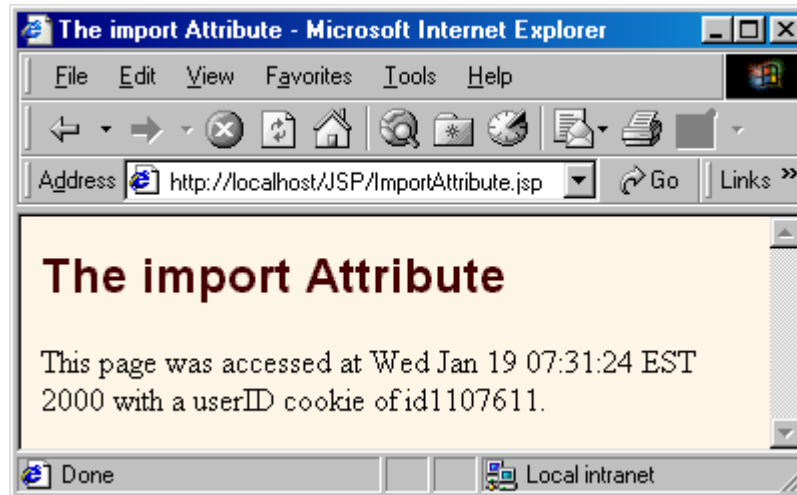 The import Attribute - Microsoft Internet Explorer
File Edit View Favorites Tools Help
Address http://localhost/JSP/ImportAttribute.jsp Go Links »
The import Attribute
This page was accessed at Wed Jan 19 07:31:24 EST
2000 with a userID cookie of id1107611.
Done Local intranet